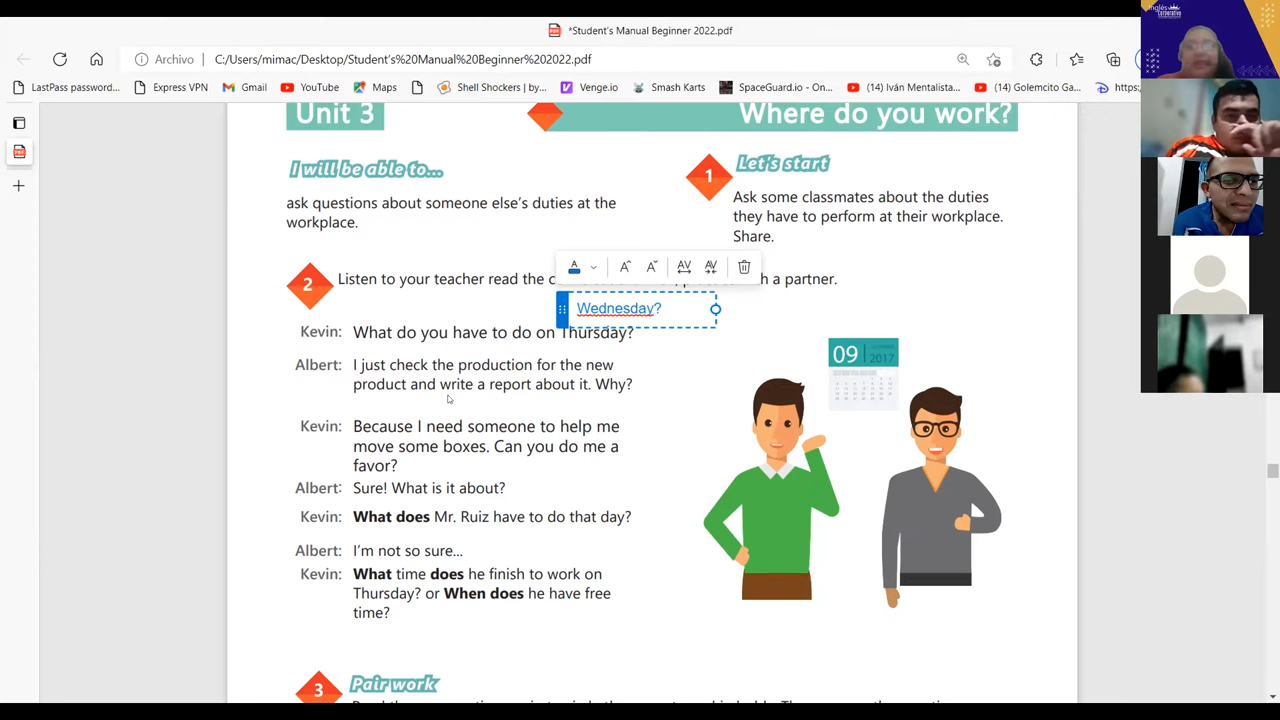 *Student's Manual Beginner 2022.pdf
Archivo
C:/Users/mimac/Desktop/Student's%20Manual%20Beginner%202022.pdf
LastPass password...
Express VPN
Gmail
YouTube
Maps
Shell Shockers | by...
Venge.io
Smash Karts
SpaceGuard.io - On...
(14) Iván Mentalista...
(14) Golemcito Ga...
https:
Inglés
Corporativo
Unit 3
Where do you work?
I will be able to...
ask questions about someone else's duties at the
workplace.
1
Let's start
Ask some classmates about the duties
they have to perform at their workplace.
Share.
2
Listen to your teacher read the c
h a partner.
Wednesday?
Kevin: What do you have to do on Thursday?
Albert: I just check the production for the new
product and write a report about it. Why?
Kevin: Because I need someone to help me
move some boxes. Can you do me a
favor?
Albert: Sure! What is it about?
Kevin: What does Mr. Ruiz have to do that day?
Albert: I'm not so sure...
Kevin: What time does he finish to work on
Thursday? or When does he have free
time?
09
2017
3
Pair work